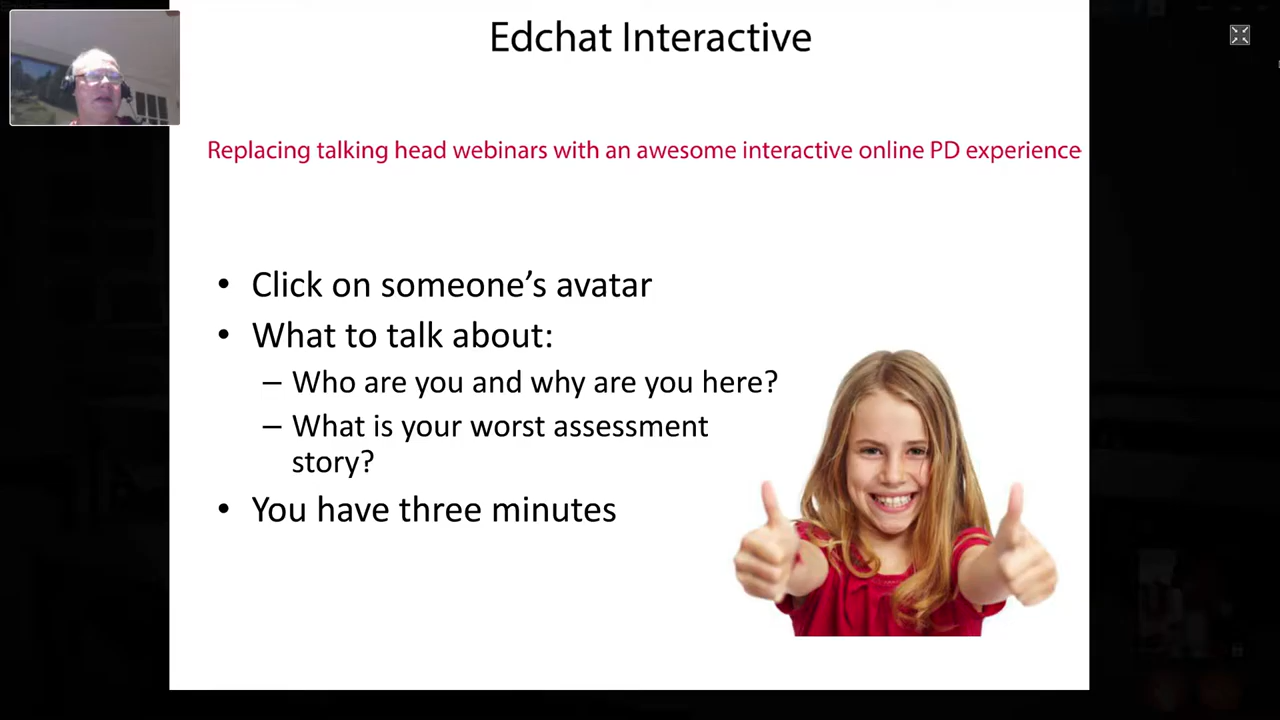 Edchat Interactive
Replacing talking head webinars with an awesome interactive online PD experience
• Click on someone’s avatar
• What to talk about:
– Who are you and why are you here?
– What is your worst assessment
story?
• You have three minutes